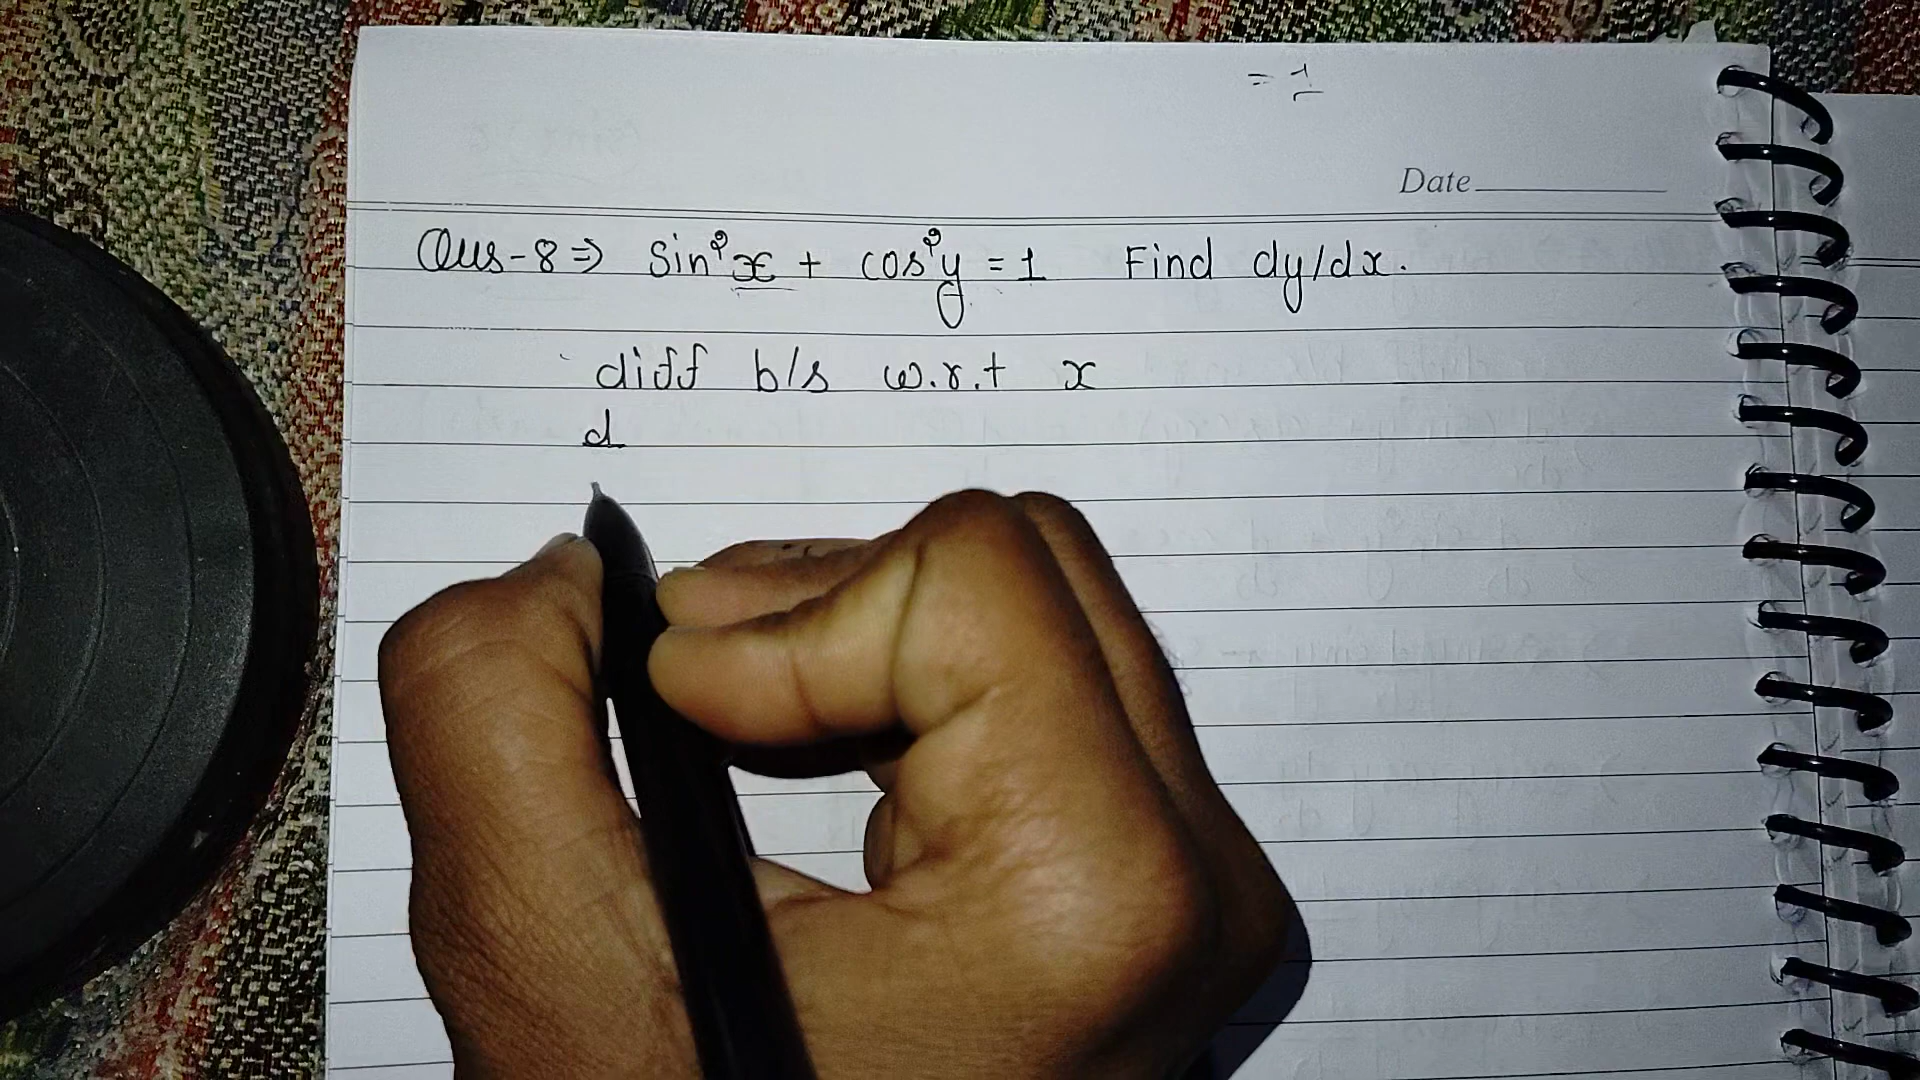 = 1
Date
Ques-8⇒ sin²x + cos²y = 1 Find dy/dx.
diff b/s w.r.t x
d